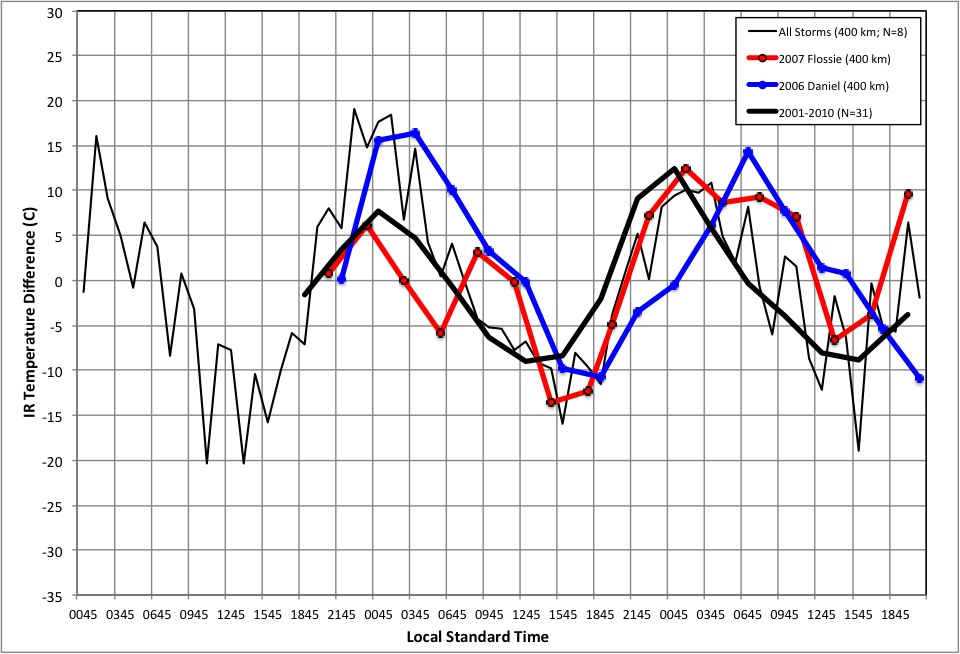 30
25
20
15
10
5
0
-5
-10
-15
-20
-25
-30
-35
IR Temperature Difference (C)
All Storms (400 km; N=8)
2007 Flossie (400 km)
2006 Daniel (400 km)
2001-2010 (N=31)
0045 0345 0645 0945 1245 1545 1845 2145 0045 0345 0645 0945 1245 1545 1845 2145 0045 0345 0645 0945 1245 1545 1845
Local Standard Time